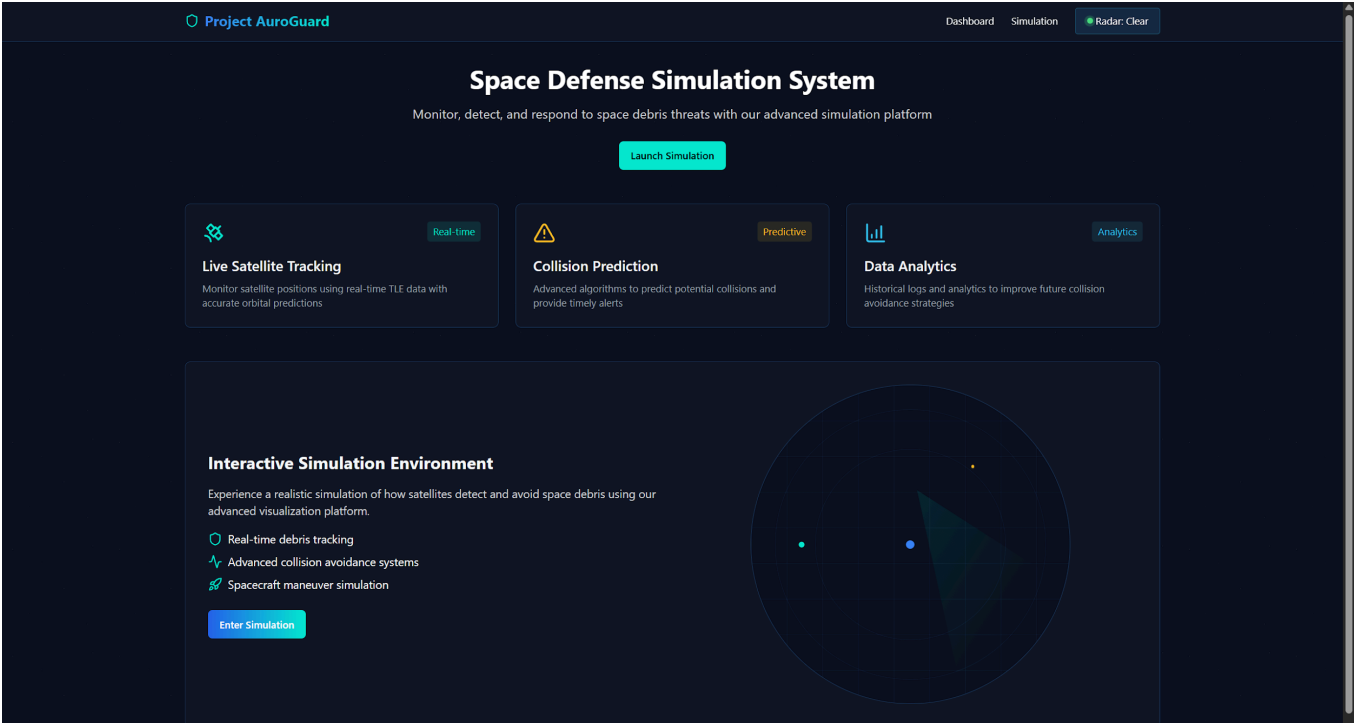 Project AuroGuard
Dashboard
Simulation
Radar: Clear
Space Defense Simulation System
Monitor, detect, and respond to space debris threats with our advanced simulation platform
Launch Simulation
Real-time
Live Satellite Tracking
Monitor satellite positions using real-time TLE data with
accurate orbital predictions
Predictive
Collision Prediction
Advanced algorithms to predict potential collisions and
provide timely alerts
Analytics
Data Analytics
Historical logs and analytics to improve future collision
avoidance strategies
Interactive Simulation Environment
Experience a realistic simulation of how satellites detect and avoid space debris using our
advanced visualization platform.
Real-time debris tracking
Advanced collision avoidance systems
Spacecraft maneuver simulation
Enter Simulation